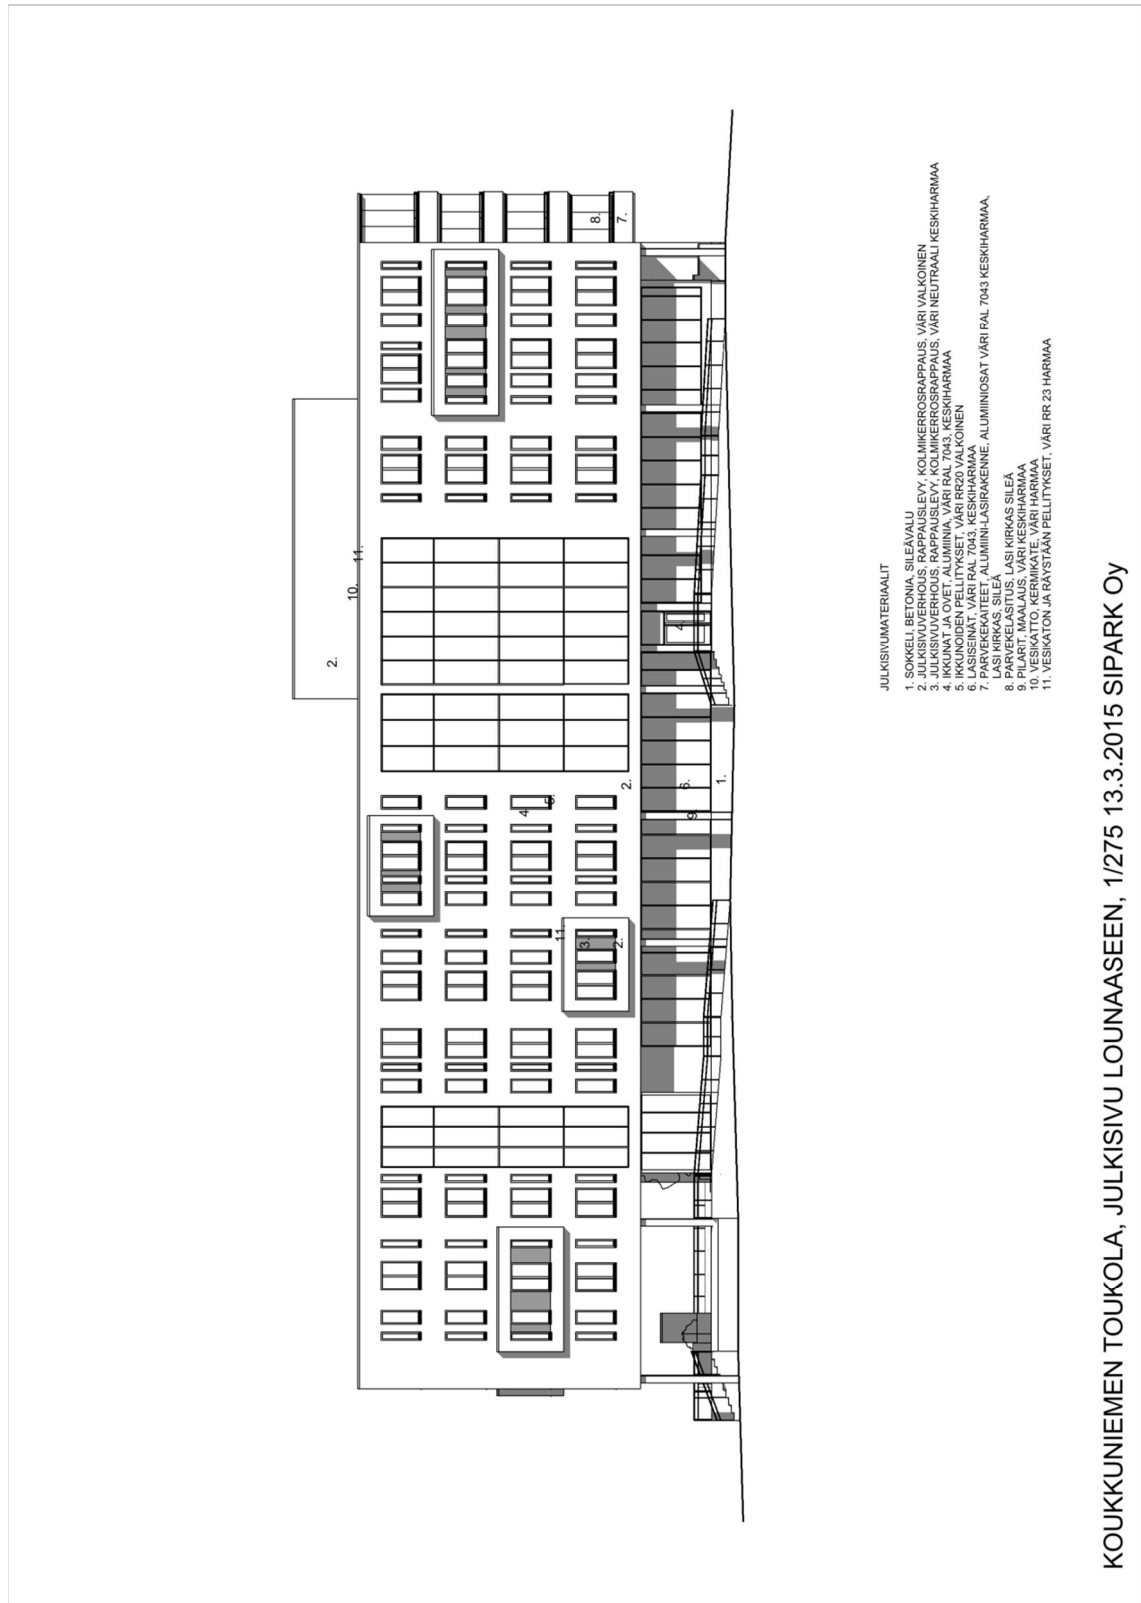 2.
10.
11.
8.
7.
4.
4.
5.
2.
6.
9.
1.
11.
3.
2.
JULKISIVUMATERIAALIT
1. SOKKELI, BETONIA, SILEÄVALU
2. JULKISIVUVERHOUS, RAPPAUSLEVY, KOLMIKERROSRAPPAUS, VÄRI VALKOINEN
3. JULKISIVUVERHOUS, RAPPAUSLEVY, KOLMIKERROSRAPPAUS, VÄRI NEUTRAALI KESKIHARMAA
4. IKKUNAT JA OVET, ALUMIINIA, VÄRI RAL 7043, KESKIHARMAA
5. IKKUNOIDEN PELLITYKSET, VÄRI RR20 VALKOINEN
6. LASISEINÄT, VÄRI RAL 7043, KESKIHARMAA
7. PARVEKEKAITEET, ALUMIINI-LASIRAKENNE, ALUMIINIOSAT VÄRI RAL 7043 KESKIHARMAA,
LASI KIRKAS, SILEÄ
8. PARVEKELASITUS, LASI KIRKAS SILEÄ
9. PILARIT, MAALAUS, VÄRI KESKIHARMAA
10. VESIKATTO, KERMIKATE, VÄRI HARMAA
11. VESIKATON JA RÄYSTÄÄN PELLITYKSET, VÄRI RR 23 HARMAA
KOUKKUNIEMEN TOUKOLA, JULKISIVU LOUNAASEEN, 1/275 13.3.2015 SIPARK Oy